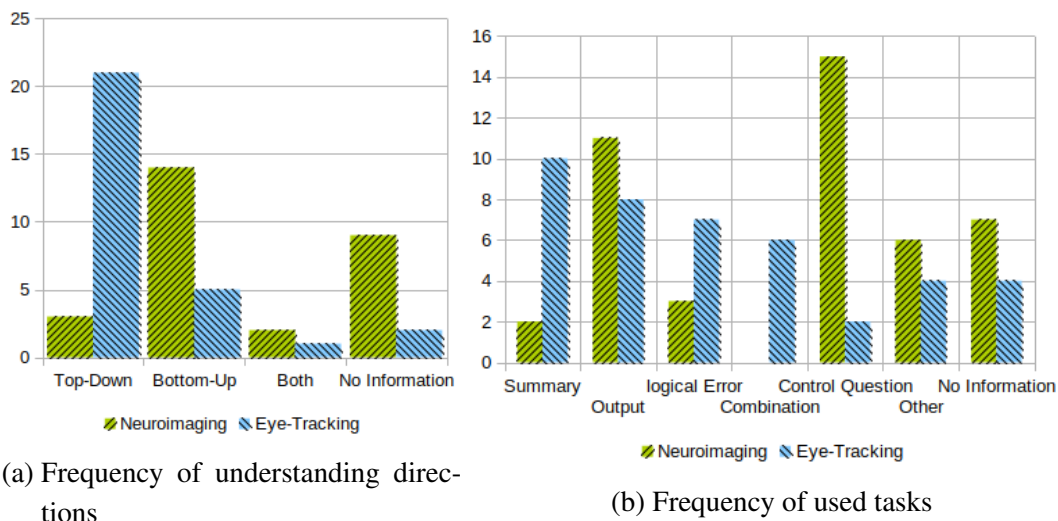 25
20
15
10
5
0
Top-Down Bottom-Up Both No Information
Neuroimaging Eye-Tracking
(a) Frequency of understanding direc-
tions
16
14
12
10
8
6
4
2
0
Summary logical Error Control Question No Information
Output Combination Other
Neuroimaging Eye-Tracking
(b) Frequency of used tasks